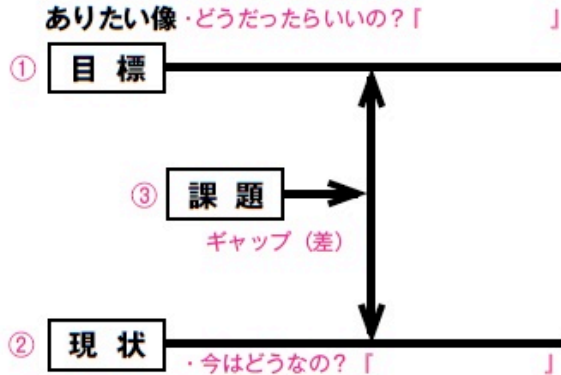 ありたい像・どうだったらいいの?『　　　　　』
① 目 標
③ 課 題
ギャップ (差)
② 現 状
・今はどうなの?『　　　　　　』